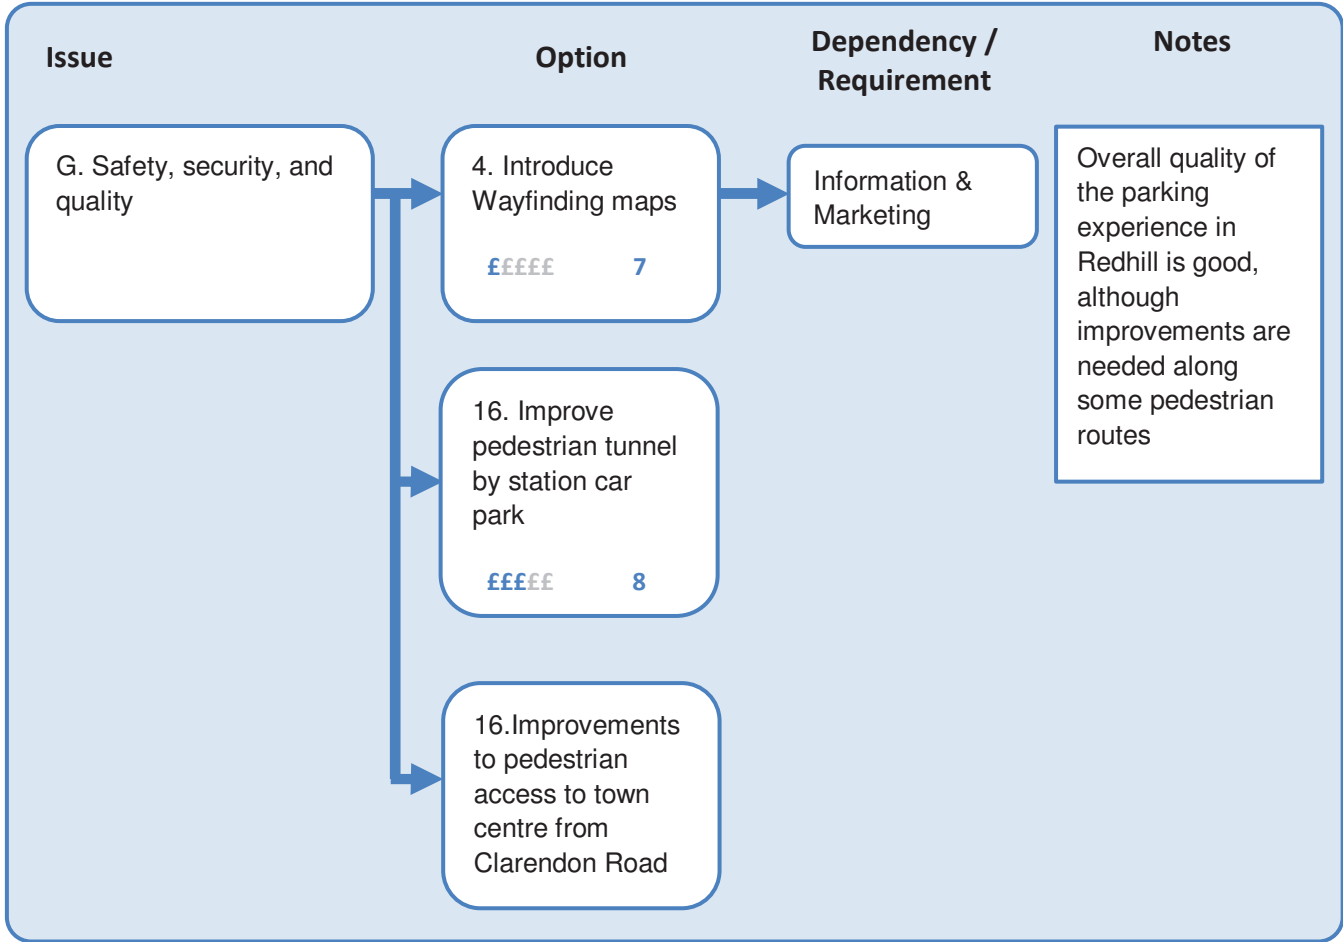 Issue
Option
Dependency /
Requirement
Notes
G. Safety, security, and
quality
4. Introduce
Wayfinding maps
£££££ 7
Information &
Marketing
Overall quality of
the parking
experience in
Redhill is good,
although
improvements are
needed along
some pedestrian
routes
16. Improve
pedestrian tunnel
by station car
park
£££££ 8
16.Improvements
to pedestrian
access to town
centre from
Clarendon Road